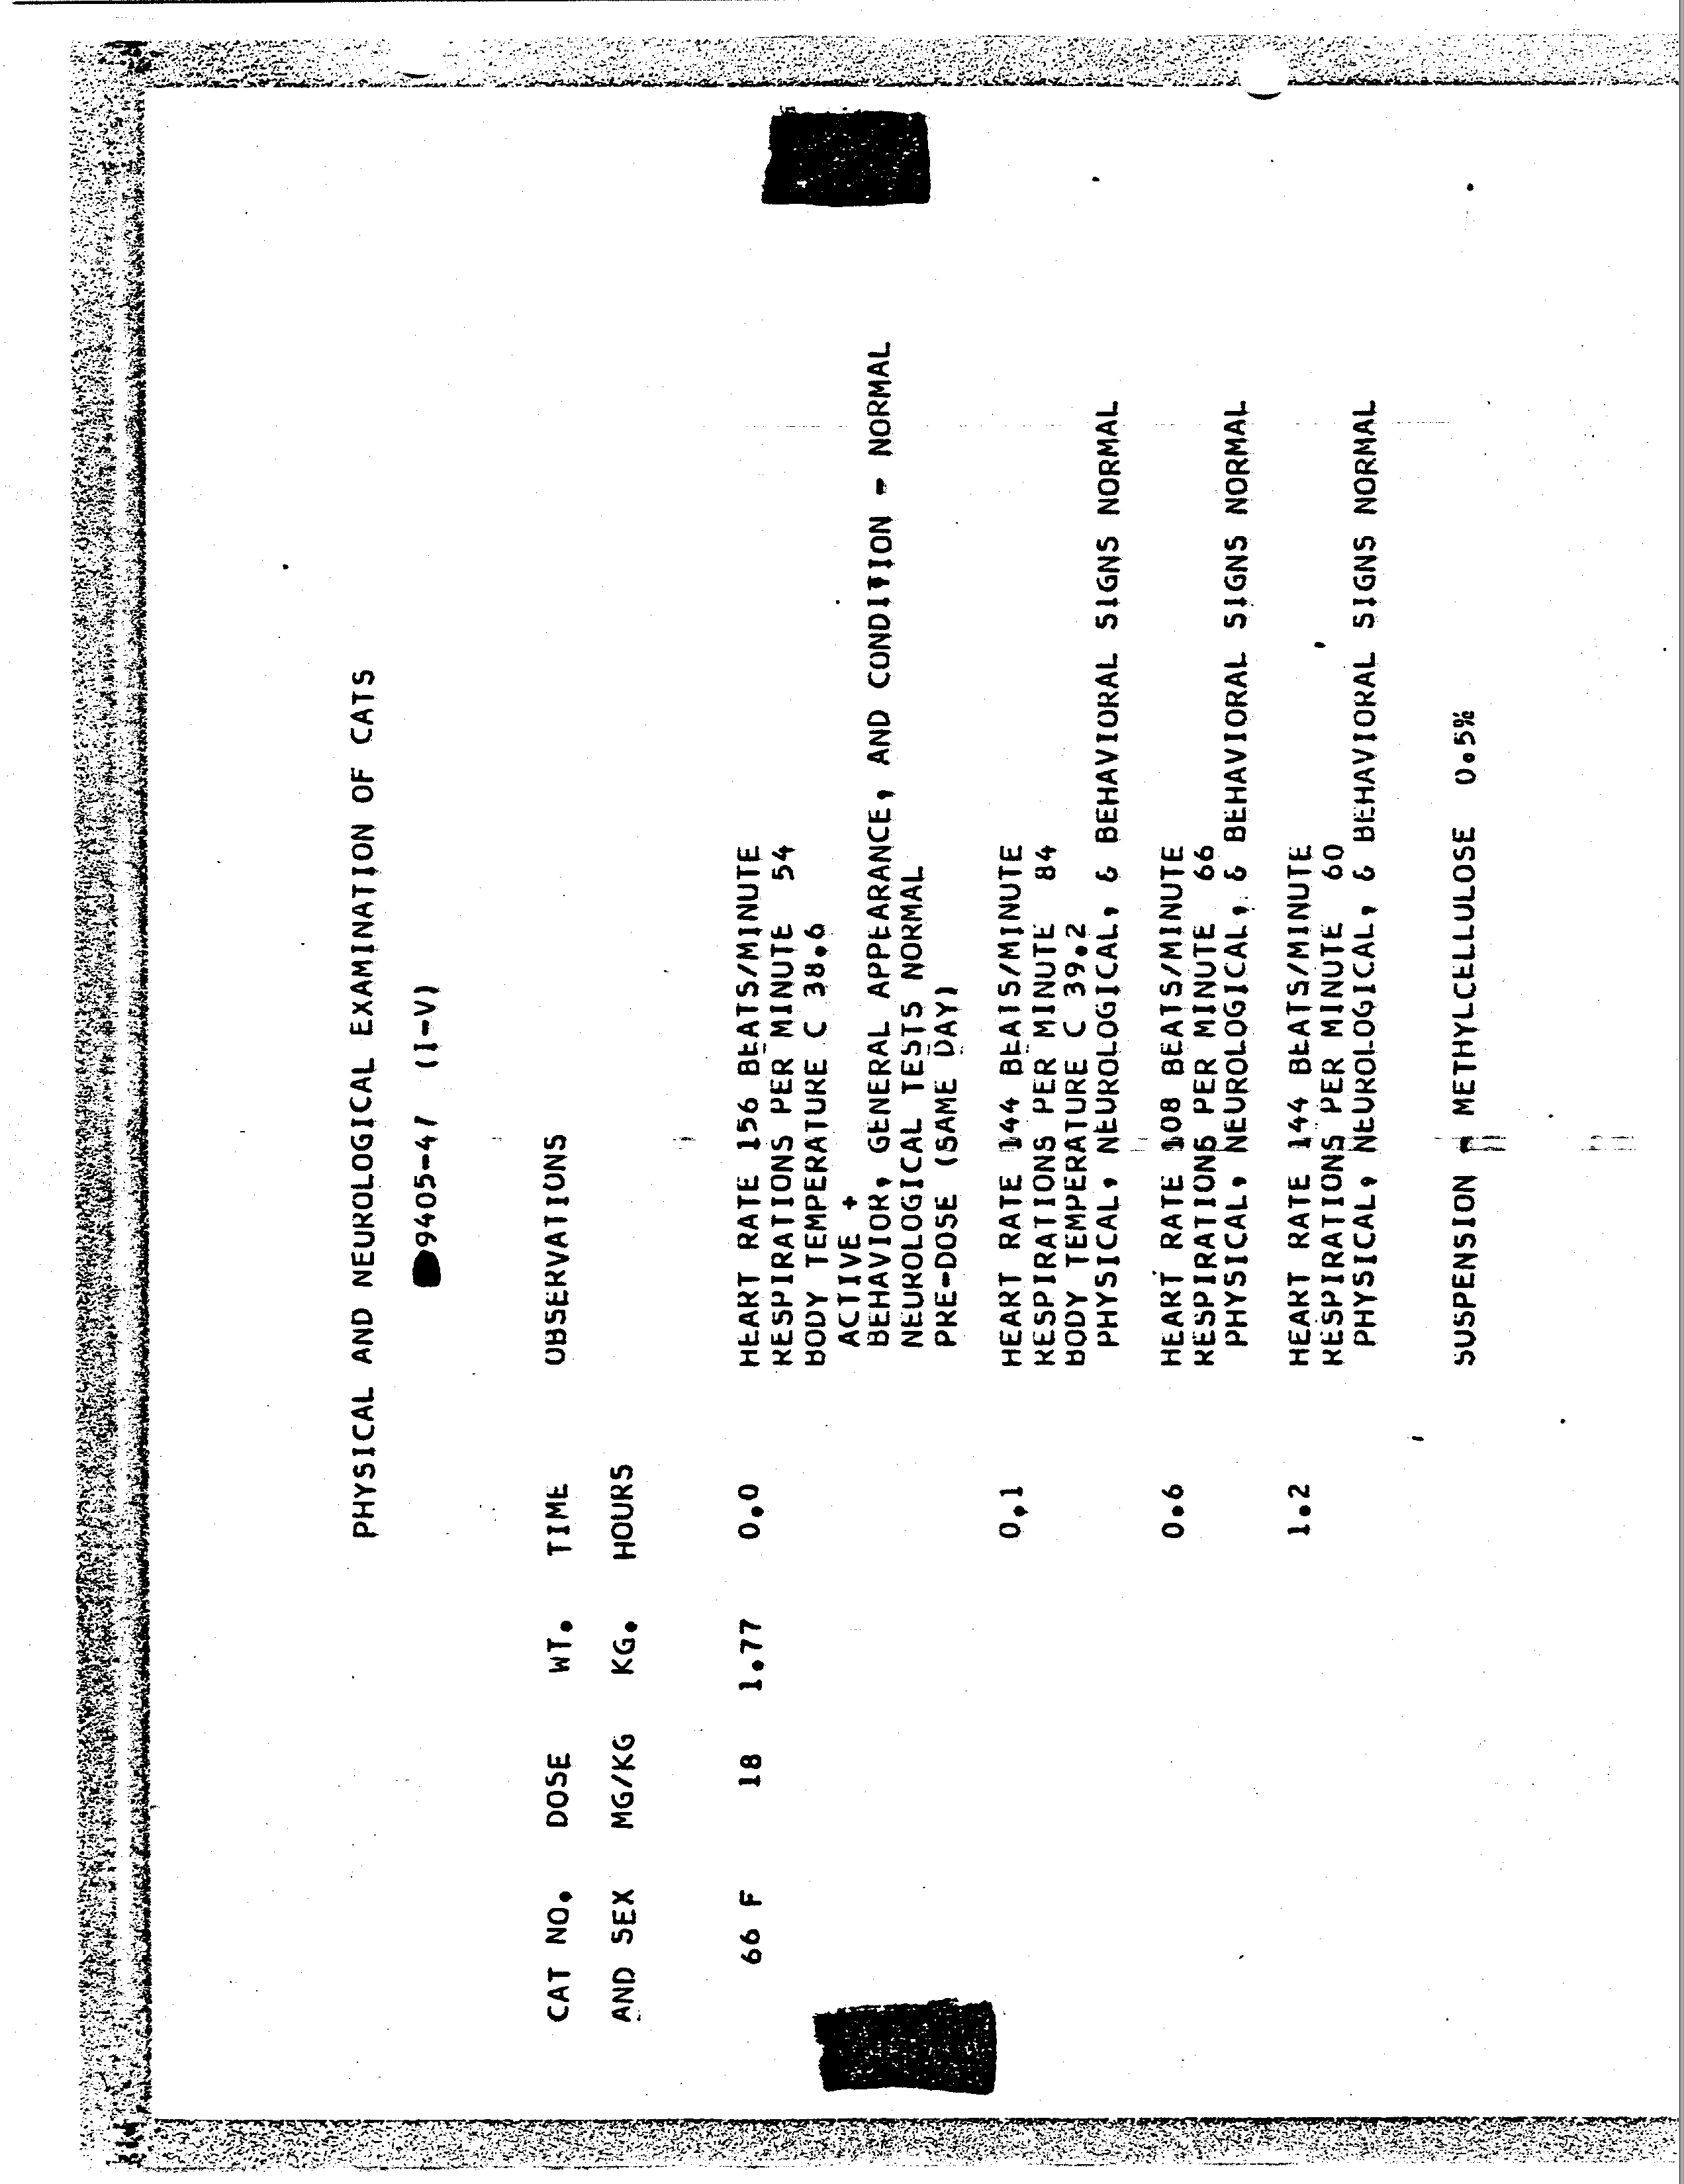 PHYSICAL AND NEUROLOGICAL EXAMINATION OF CATS
9405-47 (I-V)
CAT NO. DOSE WT. TIME OBSERVATIONS
AND SEX MG/KG KG. HOURS
66 F 18 1.77 0.0 HEART RATE 156 BEATS/MINUTE
RESPIRATIONS PER MINUTE 54
BODY TEMPERATURE C 38.6
ACTIVE +
BEHAVIOR, GENERAL APPEARANCE, AND CONDITION - NORMAL
NEUROLOGICAL TESTS NORMAL
PRE-DOSE (SAME DAY)
0.1 HEART RATE 144 BEATS/MINUTE
RESPIRATIONS PER MINUTE 84
BODY TEMPERATURE C 39.2
PHYSICAL, NEUROLOGICAL, & BEHAVIORAL SIGNS NORMAL
0.6 HEART RATE 108 BEATS/MINUTE
RESPIRATIONS PER MINUTE 66
PHYSICAL, NEUROLOGICAL, & BEHAVIORAL SIGNS NORMAL
1.2 HEART RATE 144 BEATS/MINUTE
RESPIRATIONS PER MINUTE 60
PHYSICAL, NEUROLOGICAL, & BEHAVIORAL SIGNS NORMAL
SUSPENSION - METHYLCELLULOSE 0.5%